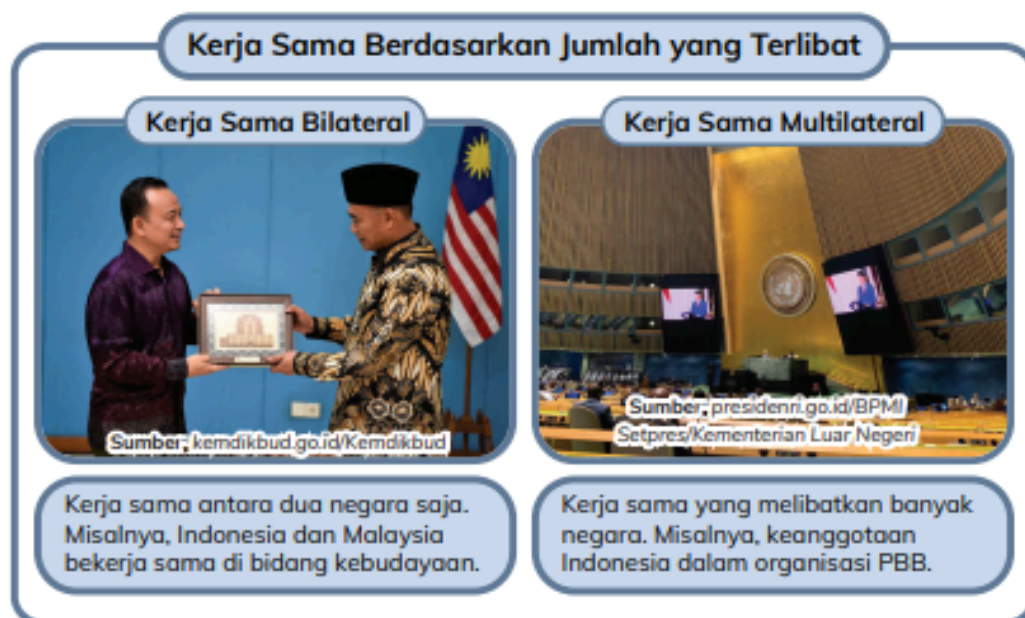 Kerja Sama Berdasarkan Jumlah yang Terlibat
Kerja Sama Bilateral
Sumber; kemdikbud.go.id/Kemdikbud
Kerja sama antara dua negara saja.
Misalnya, Indonesia dan Malaysia
bekerja sama di bidang kebudayaan.
Kerja Sama Multilateral
Sumber; presidenri.go.id/BPMI
Setpres/Kementerian Luar Negeri
Kerja sama yang melibatkan banyak
negara. Misalnya, keanggotaan
Indonesia dalam organisasi PBB.